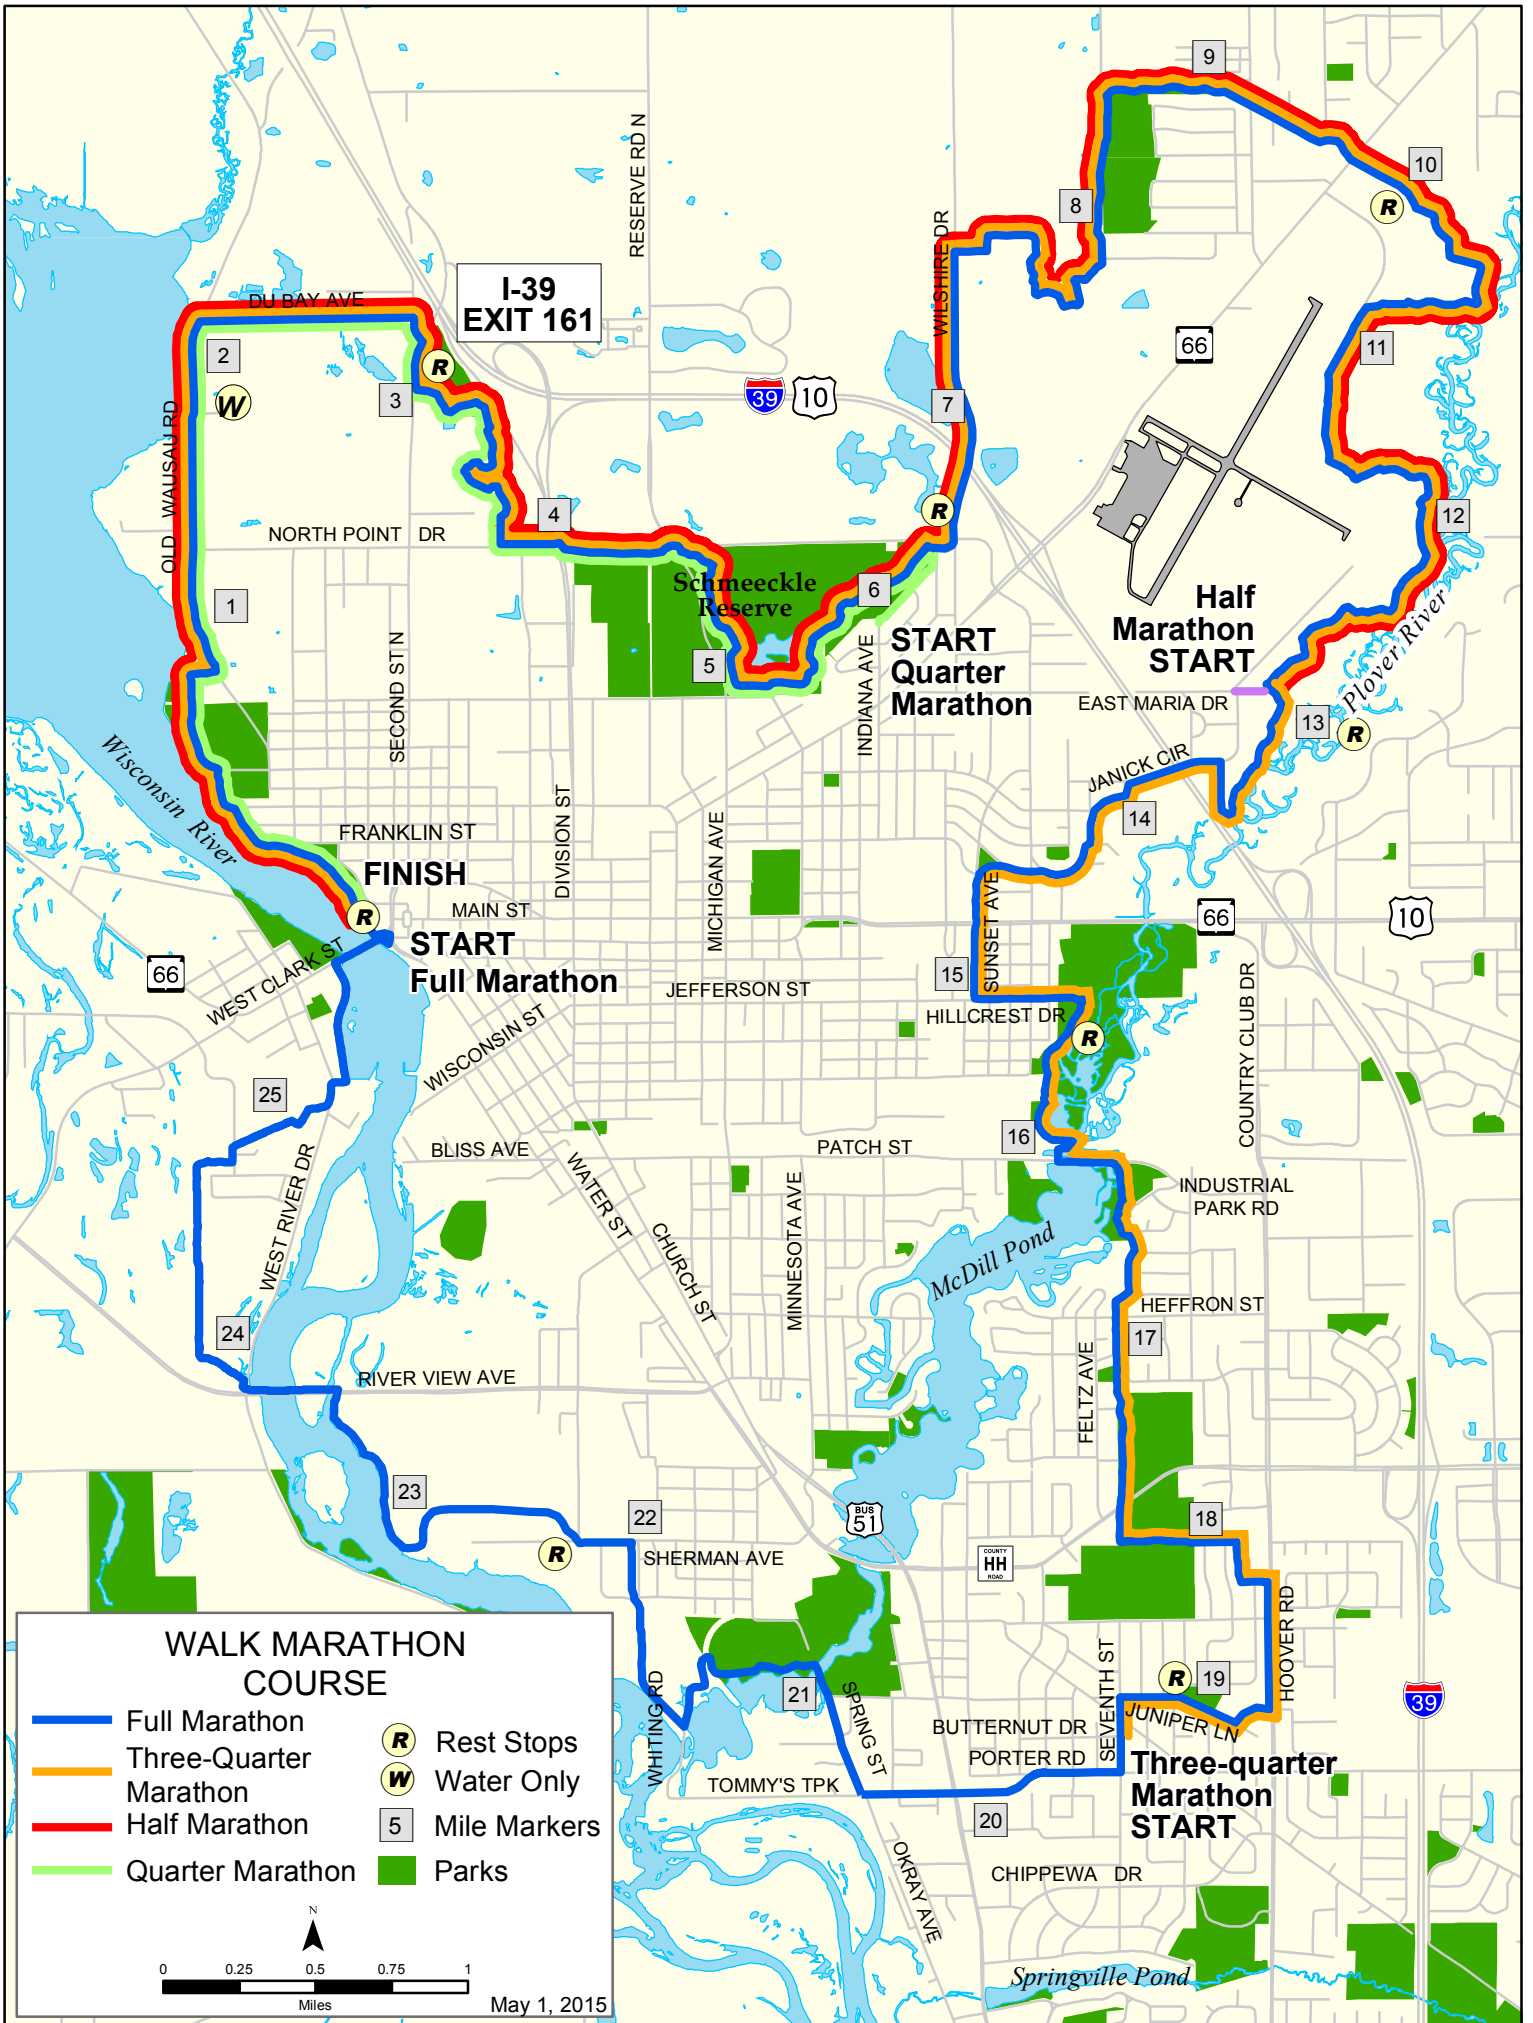 9
10
RESERVE RD N
8
WILSHIRE DR
I-39
EXIT 161
DU BAY AVE
66
2
11
3
R
R
W
39
10
7
OLD WAUSAU RD
R
4
12
NORTH POINT DR
Schmeeckle
Reserve
6
1
Half
Marathon
START
START
Quarter
Marathon
5
Plover River
EAST MARIA DR
13
R
SECOND ST N
INDIANA AVE
Wisconsin River
JANICK CIR
14
FRANKLIN ST
DIVISION ST
MICHIGAN AVE
FINISH
R
MAIN ST
SUNSET AVE
66
10
START
Full Marathon
66
WEST CLARK ST
15
JEFFERSON ST
HILLCREST DR
R
COUNTRY CLUB DR
WISCONSIN ST
25
16
BLISS AVE
PATCH ST
WEST RIVER DR
WATER ST
INDUSTRIAL
PARK RD
CHURCH ST
MINNESOTA AVE
McDill Pond
HEFFRON ST
24
17
RIVER VIEW AVE
FELTZ AVE
23
22
BUS
51
18
R
SHERMAN AVE
COUNTY
HH
ROAD
HOOVER RD
WHITING RD
21
SPRING ST
SEVENTH ST
R
19
39
BUTTERNUT DR
JUNIPER LN
PORTER RD
TOMMY'S TPK
Three-quarter
Marathon
START
20
OKRAY AVE
CHIPPEWA DR
Springville Pond
WALK MARATHON
COURSE
Full Marathon
Three-Quarter
Marathon
Half Marathon
Quarter Marathon
R Rest Stops
W Water Only
5 Mile Markers
Parks
N
0 0.25 0.5 0.75 1
Miles
May 1, 2015